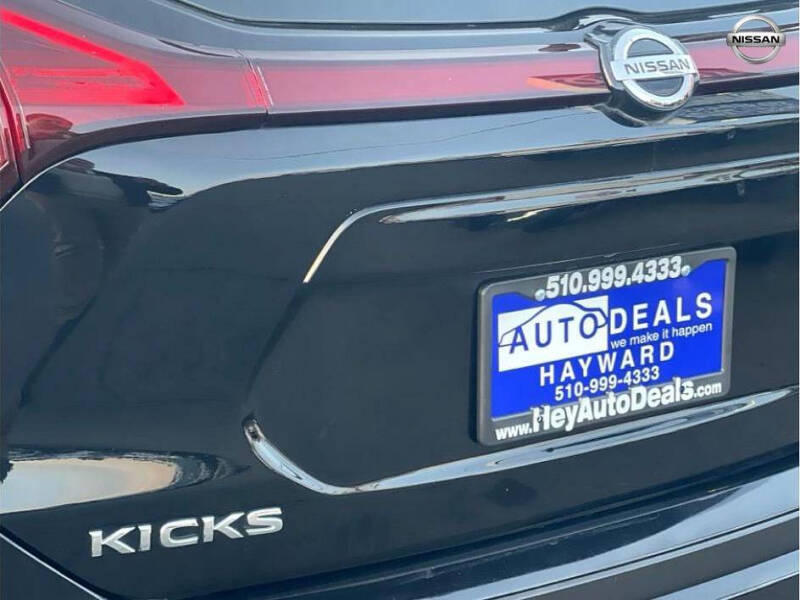 NISSAN
NISSAN
510.999.4333
AUTO DEALS
we make it happen
HAYWARD
510-999-4333
www.HeyAutoDeals.com
KICKS